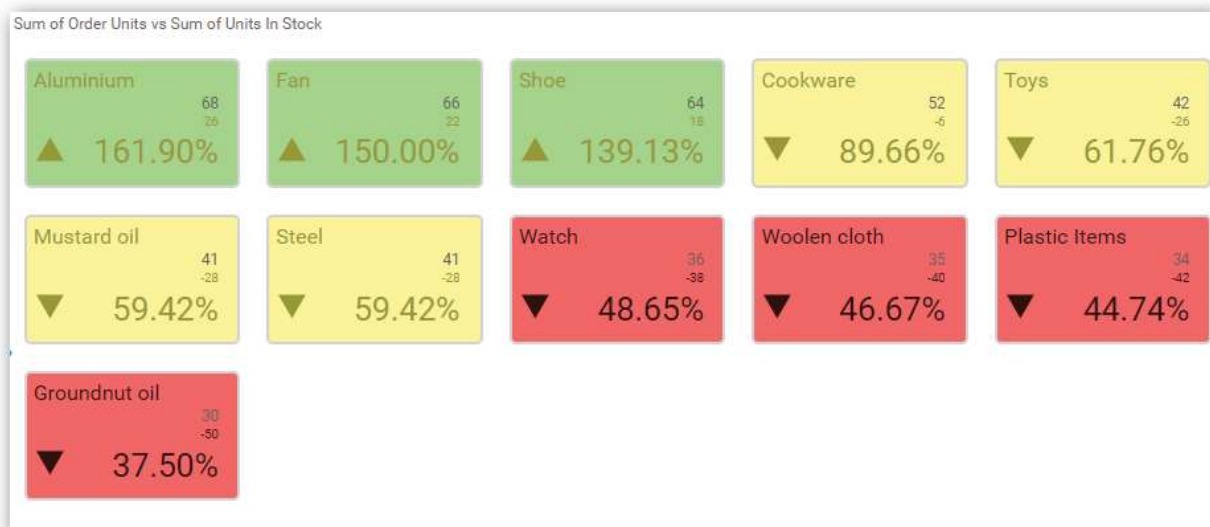 Sum of Order Units vs Sum of Units In Stock
Aluminium
68
26
161.90%
Fan
66
22
150.00%
Shoe
64
18
139.13%
Cookware
52
-6
89.66%
Toys
42
-26
61.76%
Mustard oil
41
-28
59.42%
Steel
41
-28
59.42%
Watch
36
-38
48.65%
Woolen cloth
35
-40
46.67%
Plastic Items
34
-42
44.74%
Groundnut oil
30
-50
37.50%